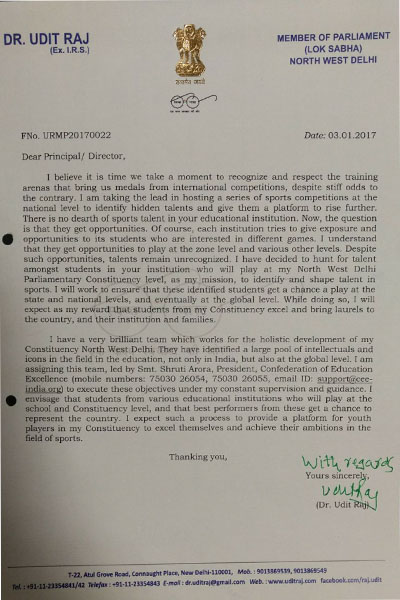 DR. UDIT RAJ
(Ex. I.R.S.)
सत्यमेव जयते
MEMBER OF PARLIAMENT
(LOK SABHA)
NORTH WEST DELHI
FNo. URMP20170022
Date: 03.01.2017
Dear Principal/ Director,
I believe it is time we take a moment to recognize and respect the training
arenas that bring us medals from international competitions, despite stiff odds to
the contrary. I am taking the lead in hosting a series of sports competitions at the
national level to identify hidden talents and give them a platform to rise further.
There is no dearth of sports talent in your educational institution. Now, the question
is that they get opportunities. Of course, each institution tries to give exposure and
opportunities to its students who are interested in different games. I understand
that they get opportunities to play at the zone level and various other levels. Despite
such opportunities, talents remain unrecognized. I have decided to hunt for talent
amongst students in your institution who will play at my North West Delhi
Parliamentary Constituency level, as my mission, to identify and shape talent in
sports. I will work to ensure that these identified students get a chance a play at the
state and national levels, and eventually at the global level. While doing so, I will
expect as my reward that students from my Constituency excel and bring laurels to
the country, and their institution and families.
I have a very brilliant team which works for the holistic development of my
Constituency North West Delhi. They have identified a large pool of intellectuals and
icons in the field in the education, not only in India, but also at the global level. I am
assigning this team, led by Smt. Shruti Arora, President, Confederation of Education
Excellence (mobile numbers: 75030 26054, 75030 26055, email ID: support@cee-
india.org) to execute these objectives under my constant supervision and guidance. I
envisage that students from various educational institutions who will play at the
school and Constituency level, and that best performers from these get a chance to
represent the country. I expect such a process to provide a platform for youth
players in my Constituency to excel themselves and achieve their ambitions in the
field of sports.
Thanking you,
With regards
Yours sincerely,
Udit Raj
(Dr. Udit Raj)
T-22, Atul Grove Road, Connaught Place, New Delhi-110001, Mob. : 9013869539, 9013869549
Tel. : +91-11-23354841/42 Telefax : +91-11-23354843 E-mail : dr.uditraj@gmail.com Web. : www.uditraj.com facebook.com/raj.udit